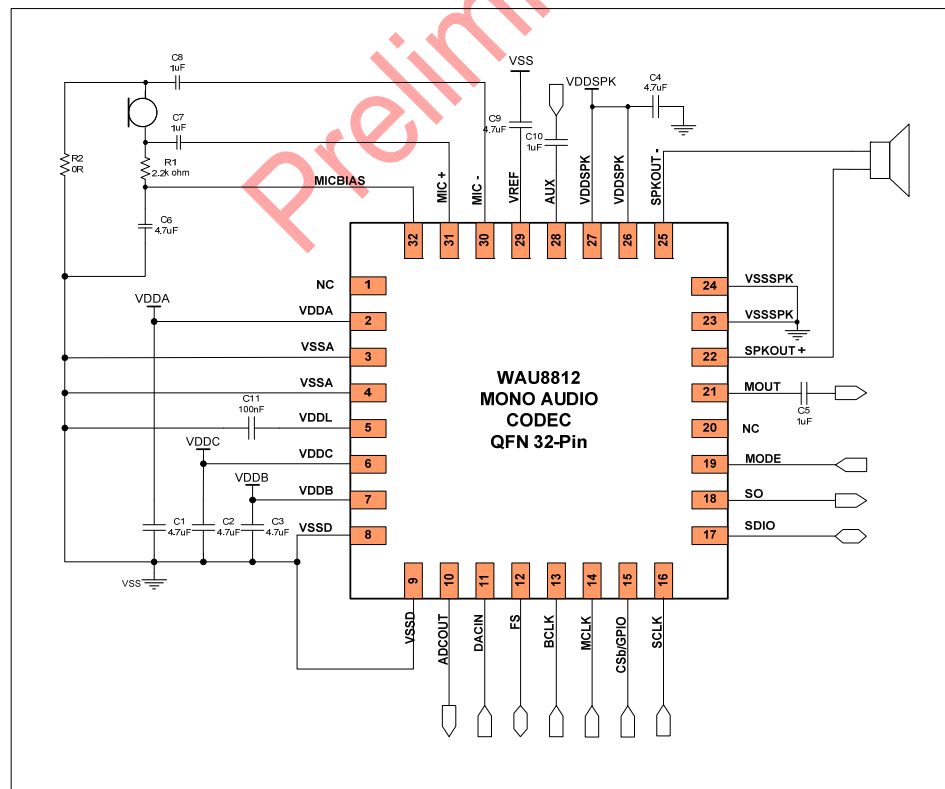 Prelimi
C8
1uF
C7
1uF
R2
0R
R1
2.2k ohm
MICBIAS
C6
4.7uF
MIC +
MIC -
VSS
C9
4.7uF
VREF
C10
1uF
AUX
VDDSPK
C4
4.7uF
VDDSPK
VDDSPK
SPKOUT -
32
31
30
29
28
27
26
25
NC
1
VDDA
VDDA
2
VSSA
3
VSSA
4
C11
100nF
VDDL
5
VDDC
VDDC
6
VDDB
VDDB
7
VSSD
8
C1
4.7uF
C2
4.7uF
C3
4.7uF
VSS
WAU8812
MONO AUDIO
CODEC
QFN 32-Pin
24
VSSSPK
23
VSSSPK
22
SPKOUT +
21
MOUT
C5
1uF
20
NC
19
MODE
18
SO
17
SDIO
9
10
11
12
13
14
15
16
VSSD
ADCOUT
DACIN
FS
BCLK
MCLK
CSb/GPIO
SCLK